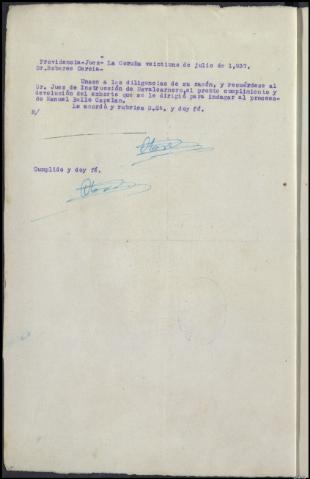 Providencia-Juez- La Coruña veintiuno de julio de 1,937.
Sr. García-
Unase a las diligencias de su razón, y recuérdese al
Sr. Juez de Instrucción de Navalcarnero, el pronto cumplimiento y
devolución del exhorto que se le dirigió para indagar al procesa-
do Manuel Bello
Lo acordó y rubrica S.Sª, y doy fé.
E/
Cumplido y doy fé.